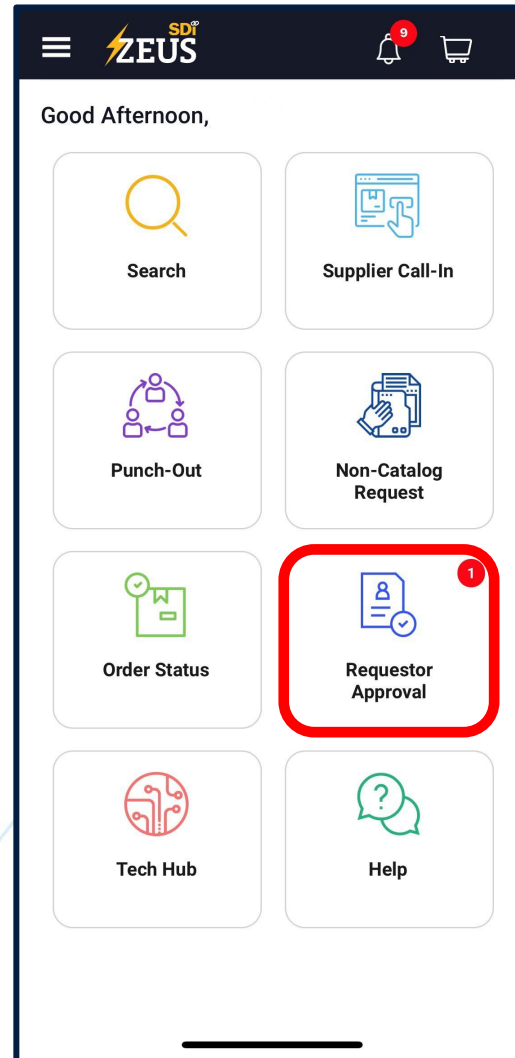 SDi
ZEUS
9
Good Afternoon,
Search
Supplier Call-In
Punch-Out
Non-Catalog
Request
Order Status
1
Requestor
Approval
Tech Hub
Help